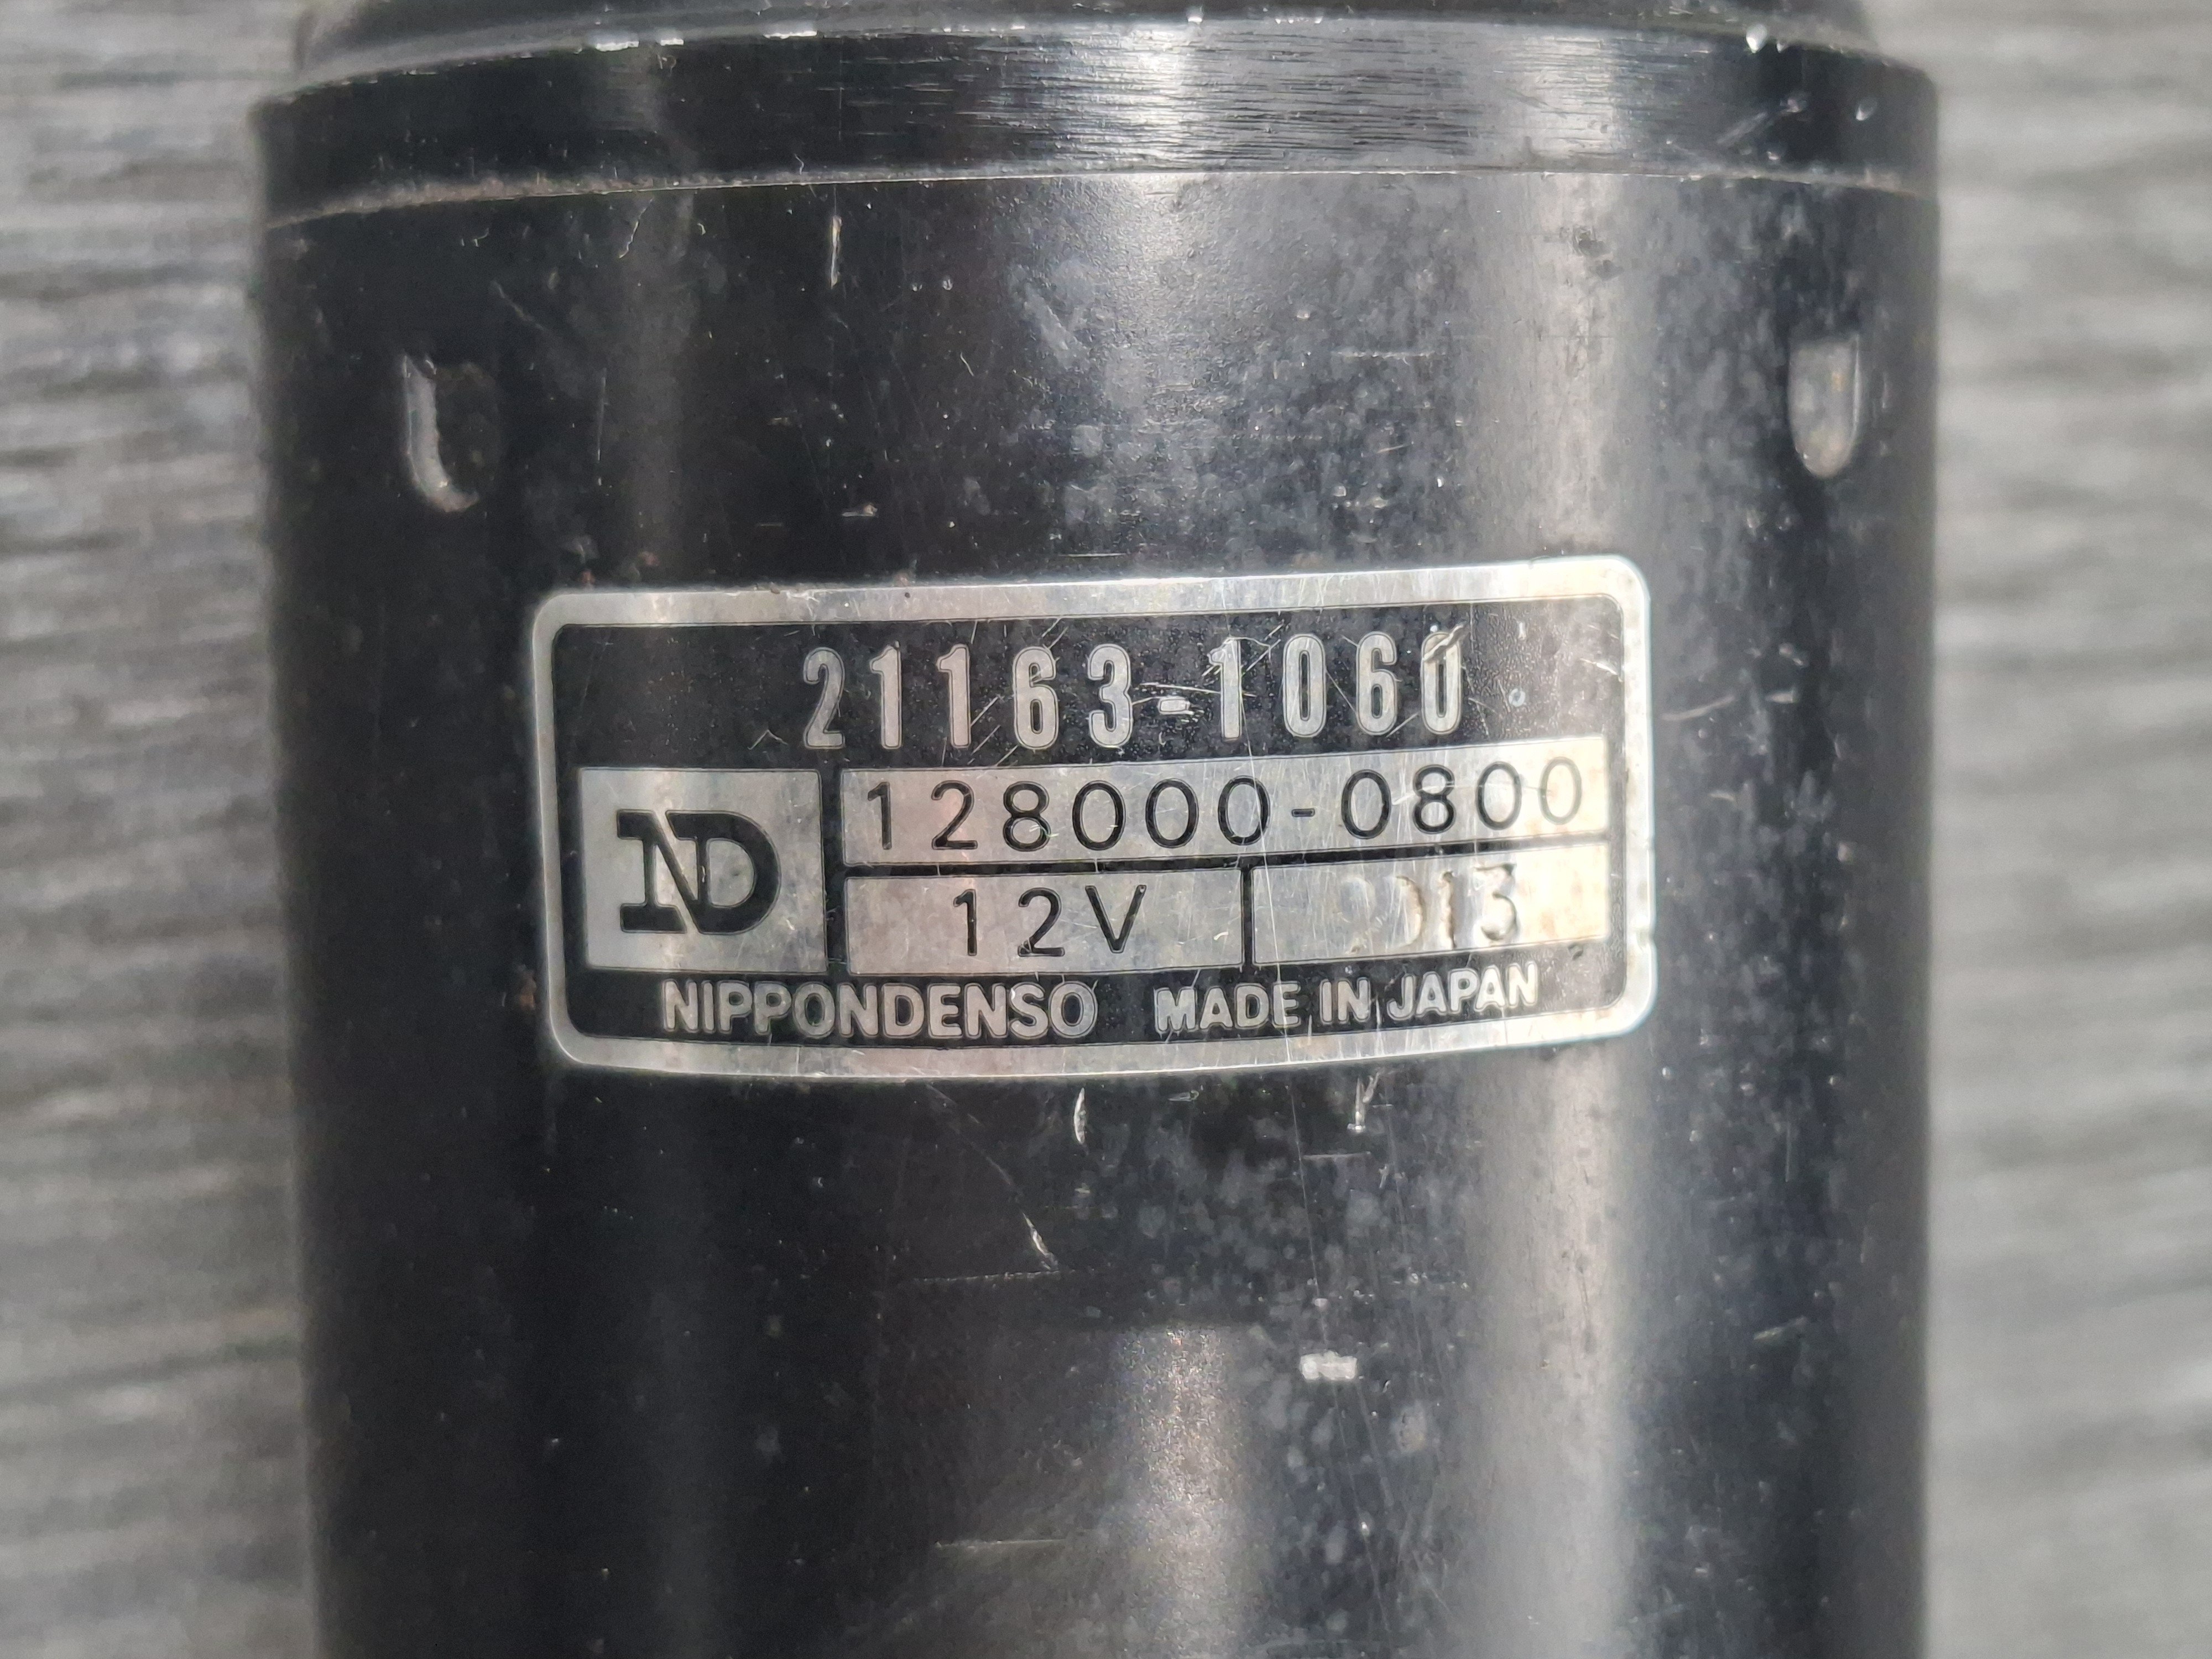 21163-1060
ND
128000-0800
12V
NIPPONDENSO MADE IN JAPAN